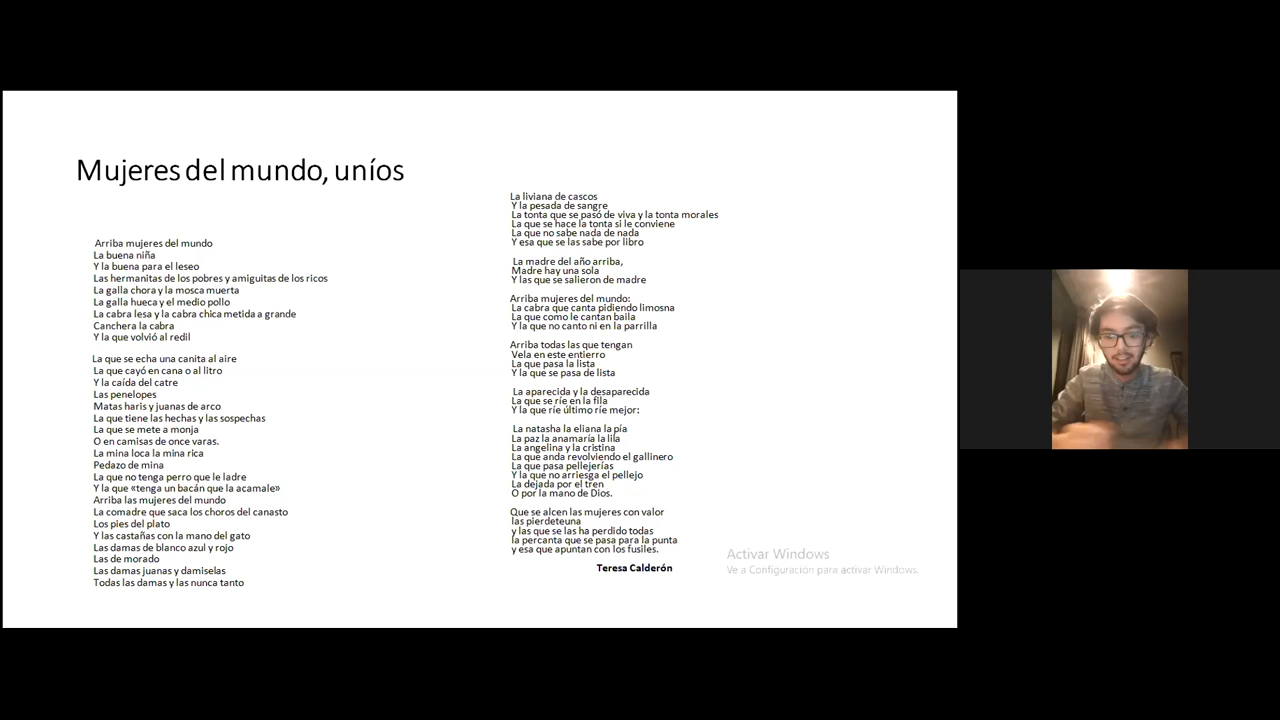 Mujeres del mundo, uníos
Arriba mujeres del mundo
La buena niña
Y la buena para el leseo
Las hermanitas de los pobres y amiguitas de los ricos
La galla chora y la mosca muerta
La galla hueca y el medio pollo
La cabra lesa y la cabra chica metida a grande
Canchera la cabra
Y la que volvió al redil
La que se echa una canita al aire
La que cayó en cana o al litro
Y la caída del catre
Las penelopes
Matas haris y juanas de arco
La que tiene las hechas y las sospechas
La que se mete a monja
O en camisas de once varas.
La mina loca la mina rica
Pedazo de mina
La que no tenga perro que le ladre
Y la que «tenga un bacán que la acamale»
Arriba las mujeres del mundo
La comadre que saca los choros del canasto
Los pies del plato
Y las castañas con la mano del gato
Las damas de blanco azul y rojo
Las de morado
Las damas juanas y damiselas
Todas las damas y las nunca tanto
La liviana de cascos
Y la pesada de sangre
La tonta que se pasó de viva y la tonta morales
La que se hace la tonta si le conviene
La que no sabe nada de nada
Y esa que se las sabe por libro
La madre del año arriba,
Madre hay una sola
Y las que se salieron de madre
Arriba mujeres del mundo:
La cabra que canta pidiendo limosna
La que como le cantan baila
Y la que no canto ni en la parrilla
Arriba todas las que tengan
Vela en este entierro
La que pasa la lista
Y la que se pasa de lista
La aparecida y la desaparecida
La que se ríe en la fila
Y la que ríe último ríe mejor:
La natasha la eliana la pía
La paz la anamaría la lila
La angelina y la cristina
La que anda revolviendo el gallinero
La que pasa pellejerías
Y la que no arriesga el pellejo
La dejada por el tren
O por la mano de Dios.
Que se alcen las mujeres con valor
las pierdeteuna
y las que se las ha perdido todas
la percanta que se pasa para la punta
y esa que apuntan con los fusiles.
Teresa Calderón
Activar Windows
Ve a Configuración para activar Windows.